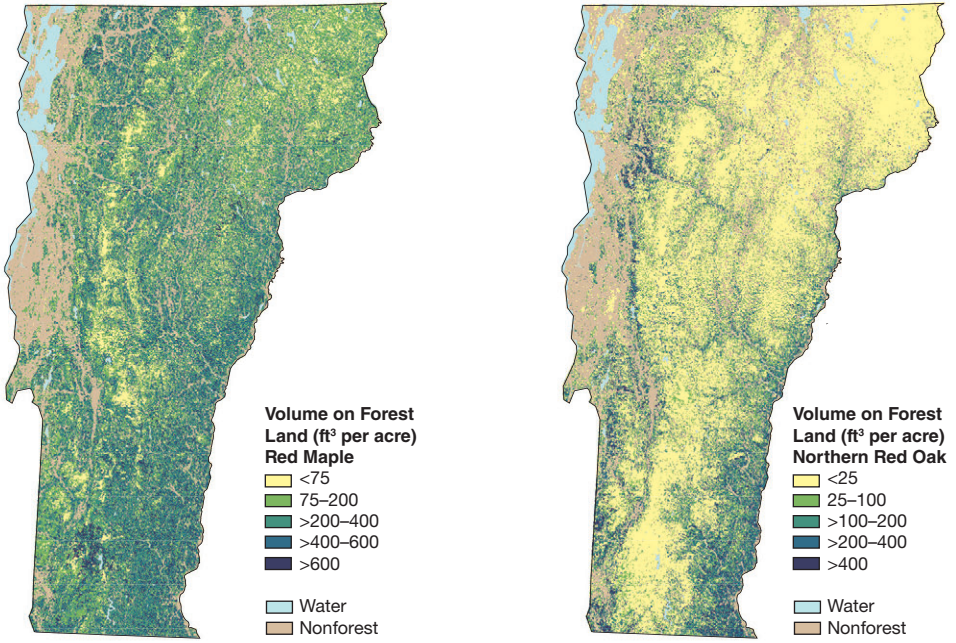 Volume on Forest
Land (ft³ per acre)
Red Maple
<75
75–200
>200–400
>400–600
>600
Water
Nonforest
Volume on Forest
Land (ft³ per acre)
Northern Red Oak
<25
25–100
>100–200
>200–400
>400
Water
Nonforest